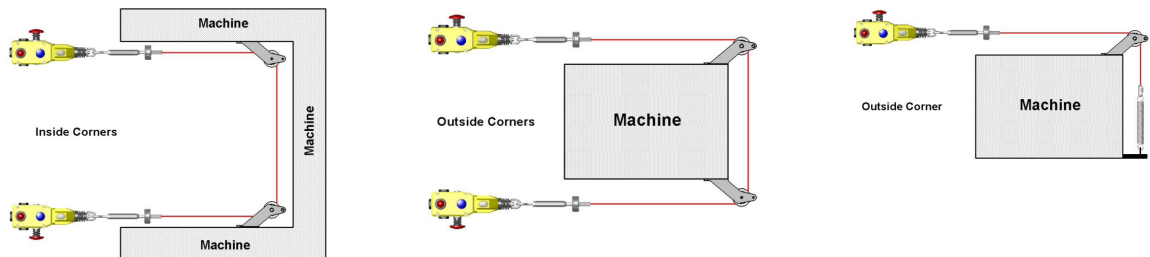 Machine
Inside Corners
Machine
Machine
Outside Corners
Machine
Outside Corner
Machine